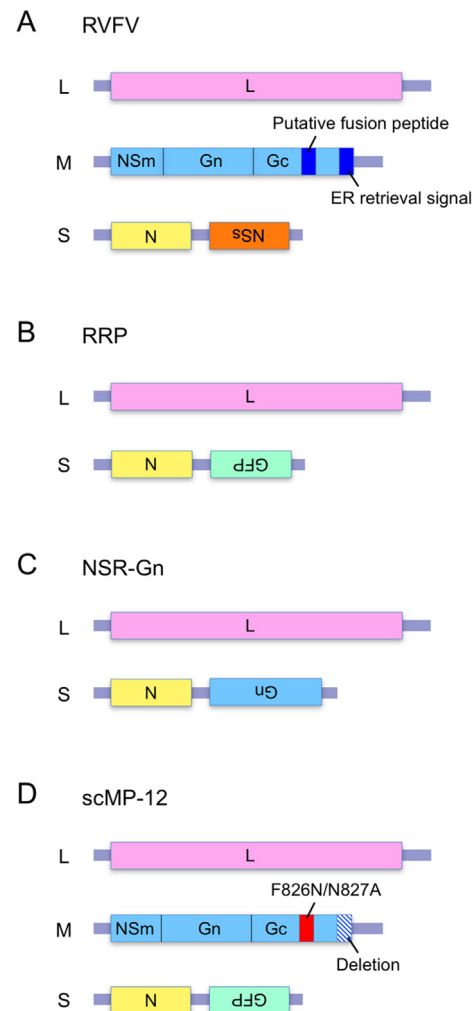 A RVFV
L L
Putative fusion peptide
M NSm Gn Gc
ER retrieval signal
S N NSs
B RRP
L L
S N GFP
C NSR-Gn
L L
S N Gn
D scMP-12
L L
F826N/N827A
M NSm Gn Gc
Deletion
S N GFP